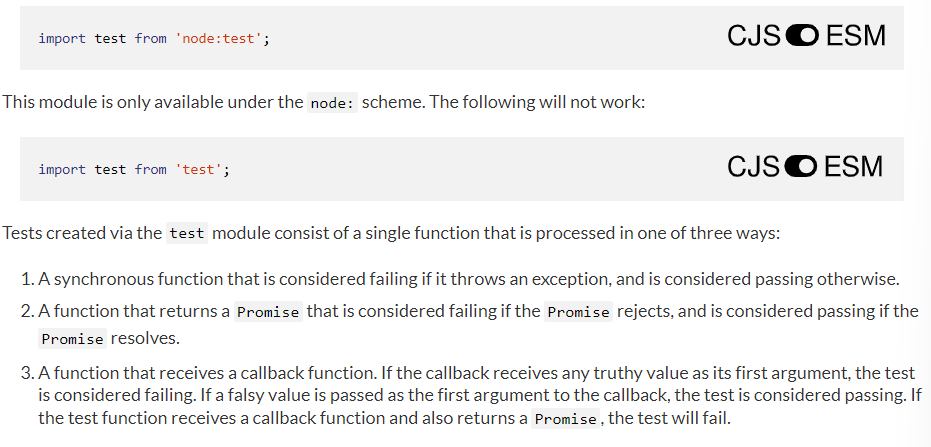 import test from 'node:test';
CJS ESM
This module is only available under the node: scheme. The following will not work:
import test from 'test';
CJS ESM
Tests created via the test module consist of a single function that is processed in one of three ways:
1. A synchronous function that is considered failing if it throws an exception, and is considered passing otherwise.
2. A function that returns a Promise that is considered failing if the Promise rejects, and is considered passing if the
Promise resolves.
3. A function that receives a callback function. If the callback receives any truthy value as its first argument, the test
is considered failing. If a falsy value is passed as the first argument to the callback, the test is considered passing. If
the test function receives a callback function and also returns a Promise, the test will fail.